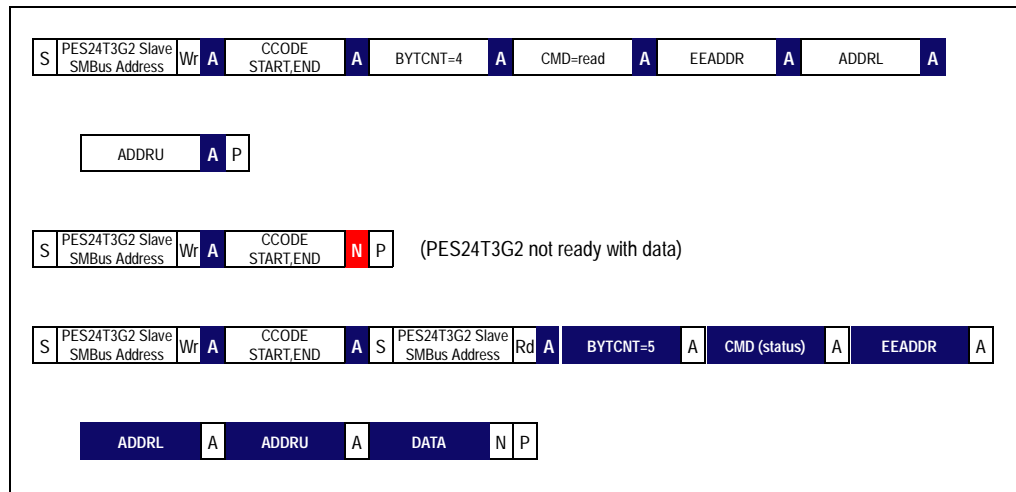 S PES24T3G2 Slave SMBus Address Wr A CCODE START,END A BYTCNT=4 A CMD=read A EEADDR A ADDRL A
ADDRU A P
S PES24T3G2 Slave SMBus Address Wr A CCODE START,END N P (PES24T3G2 not ready with data)
S PES24T3G2 Slave SMBus Address Wr A CCODE START,END A S PES24T3G2 Slave SMBus Address Rd A BYTCNT=5 A CMD (status) A EEADDR A
ADDRL A ADDRU A DATA N P